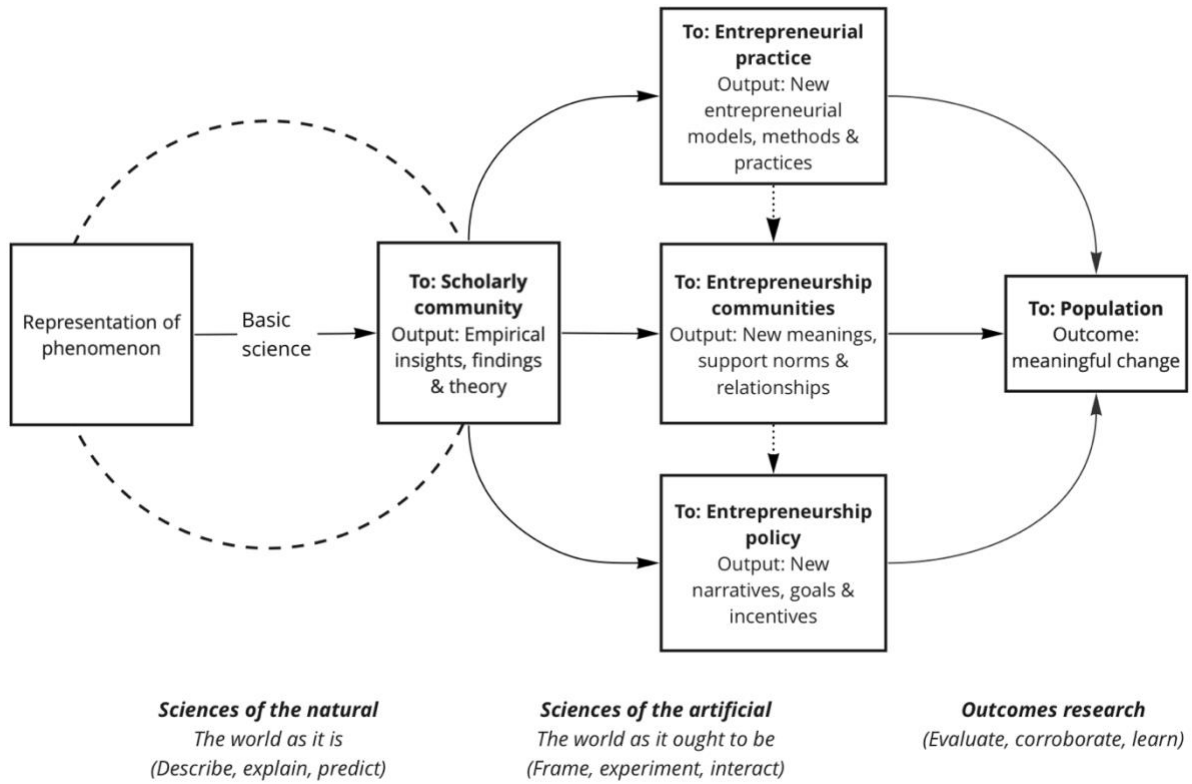 Representation of
phenomenon
Basic
science
To: Scholarly
community
Output: Empirical
insights, findings
& theory
To: Entrepreneurial
practice
Output: New
entrepreneurial
models, methods &
practices
To: Entrepreneurship
communities
Output: New meanings,
support norms &
relationships
To: Entrepreneurship
policy
Output: New
narratives, goals &
incentives
To: Population
Outcome:
meaningful change
Sciences of the natural
The world as it is
(Describe, explain, predict)
Sciences of the artificial
The world as it ought to be
(Frame, experiment, interact)
Outcomes research
(Evaluate, corroborate, learn)